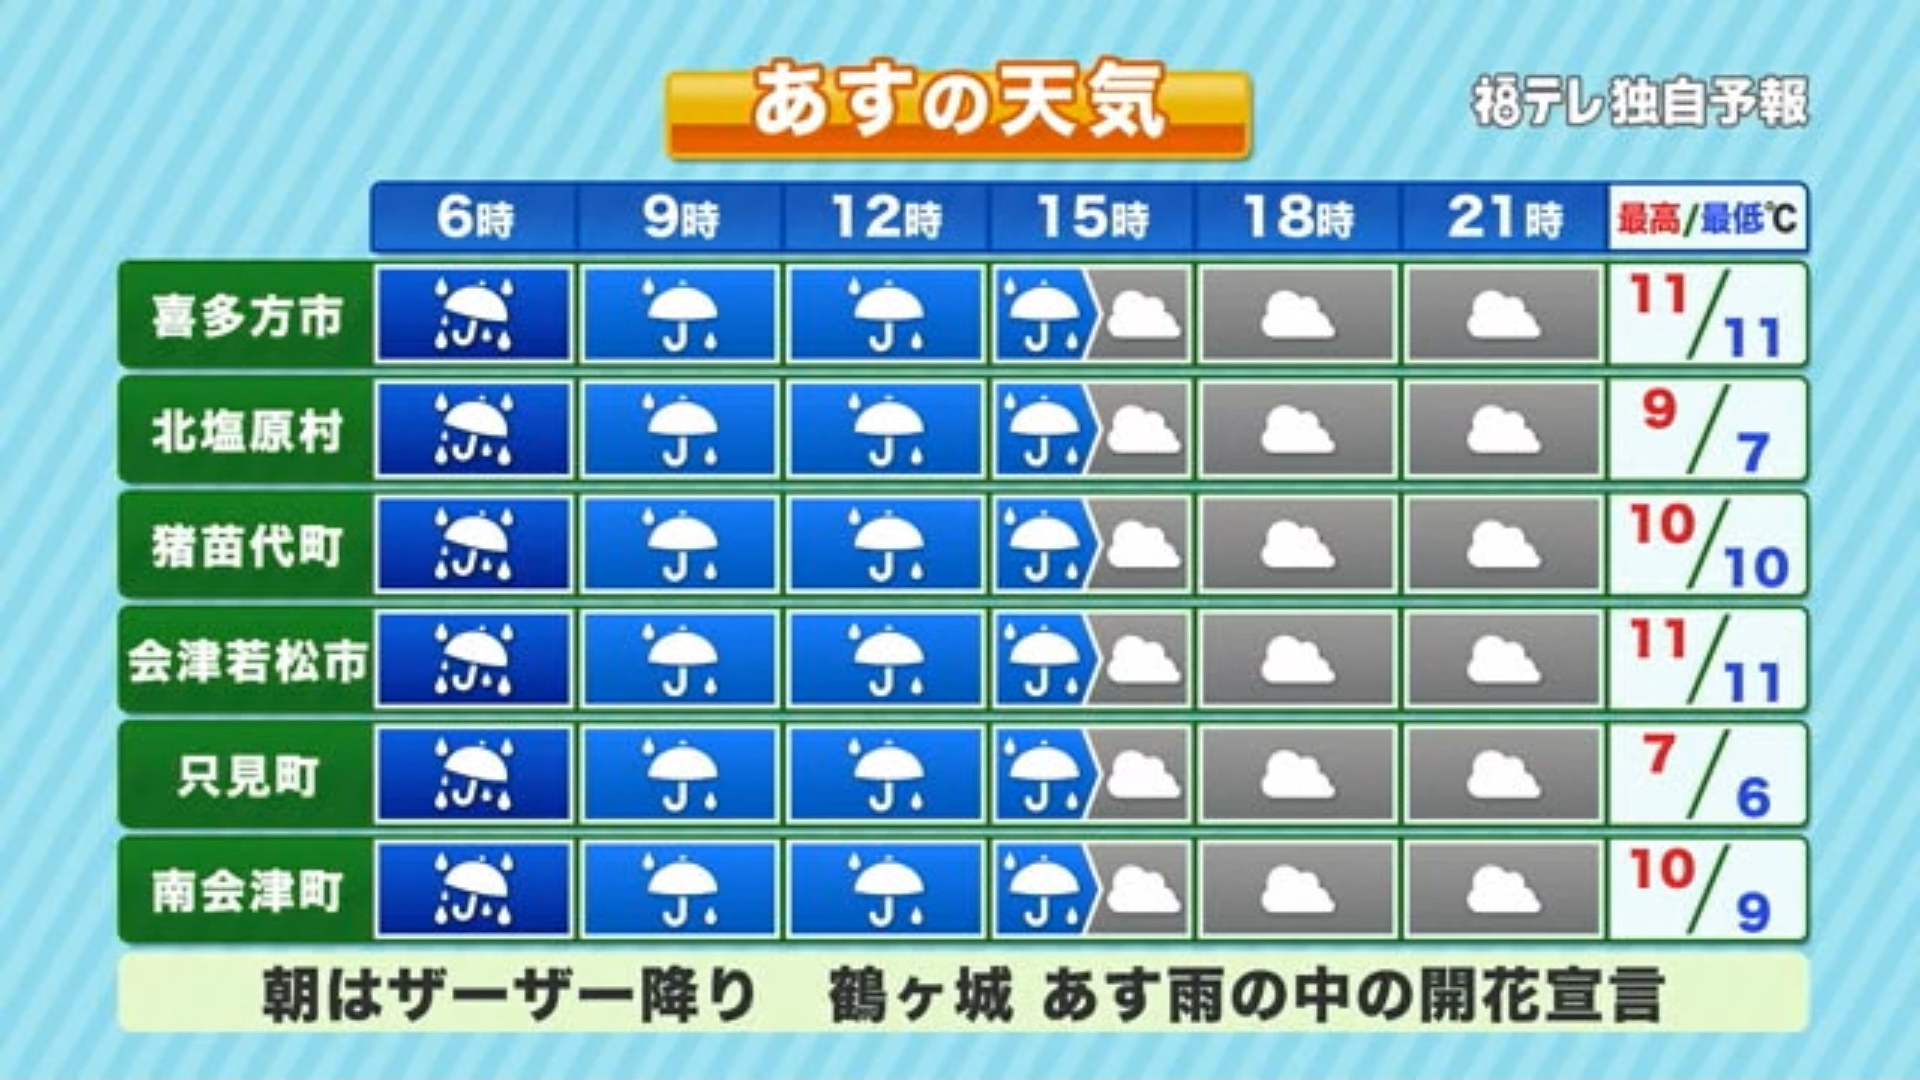 あすの天気
福テレ独自予報
6時 9時 12時 15時 18時 21時 最高/最低℃
喜多方市 11/11
北塩原村 9/7
猪苗代町 10/10
会津若松市 11/11
只見町 7/6
南会津町 10/9
朝はザーザー降り 鶴ヶ城 あす雨の中の開花宣言